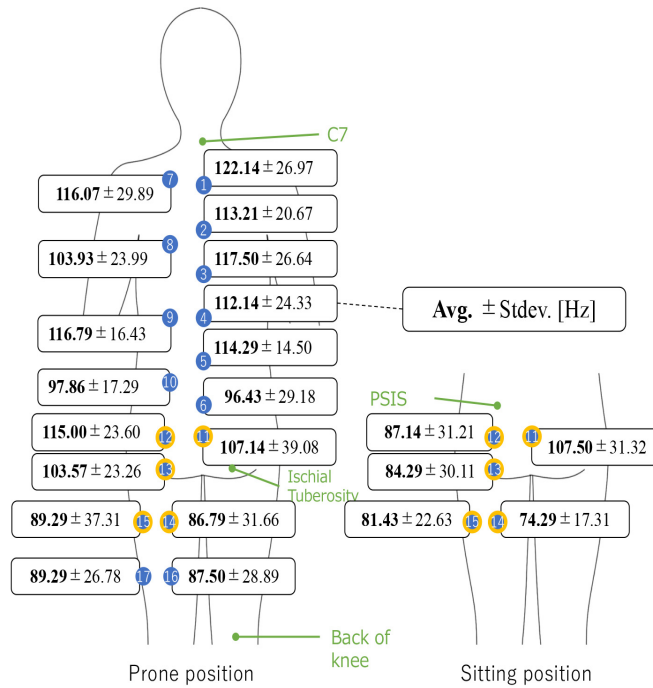 C7
122.14 ± 26.97
1
7
116.07 ± 29.89
113.21 ± 20.67
2
8
103.93 ± 23.99
117.50 ± 26.64
3
112.14 ± 24.33
4
Avg. ± Stdev. [Hz]
9
116.79 ± 16.43
114.29 ± 14.50
5
10
97.86 ± 17.29
96.43 ± 29.18
6
115.00 ± 23.60
12
11
107.14 ± 39.08
103.57 ± 23.26
13
Ischial
Tuberosity
89.29 ± 37.31
15
14
86.79 ± 31.66
89.29 ± 26.78
17
16
87.50 ± 28.89
Back of
knee
Prone position
PSIS
87.14 ± 31.21
12
11
107.50 ± 31.32
84.29 ± 30.11
13
81.43 ± 22.63
15
14
74.29 ± 17.31
Sitting position